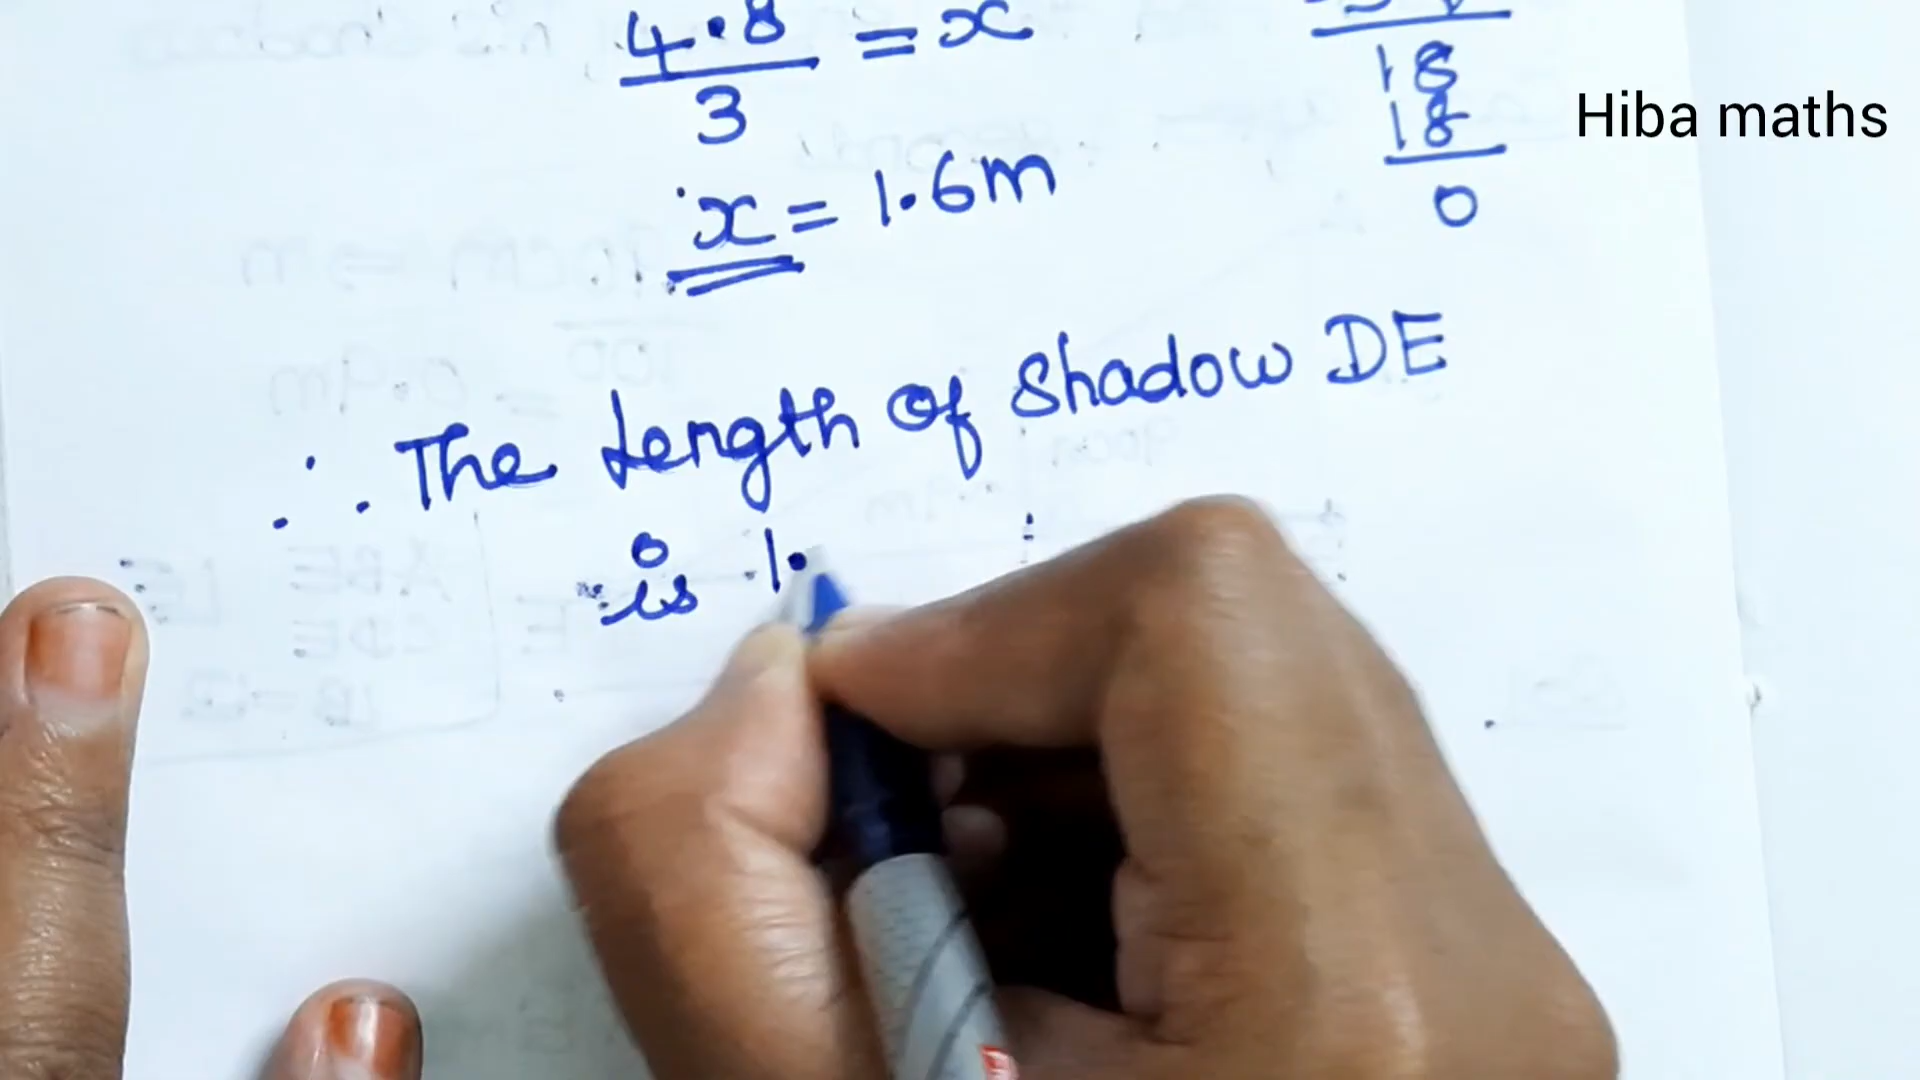 4.8 = x
3
x = 1.6m
18
18
0
Hiba maths
∴ The Length of Shadow DE
is 1.